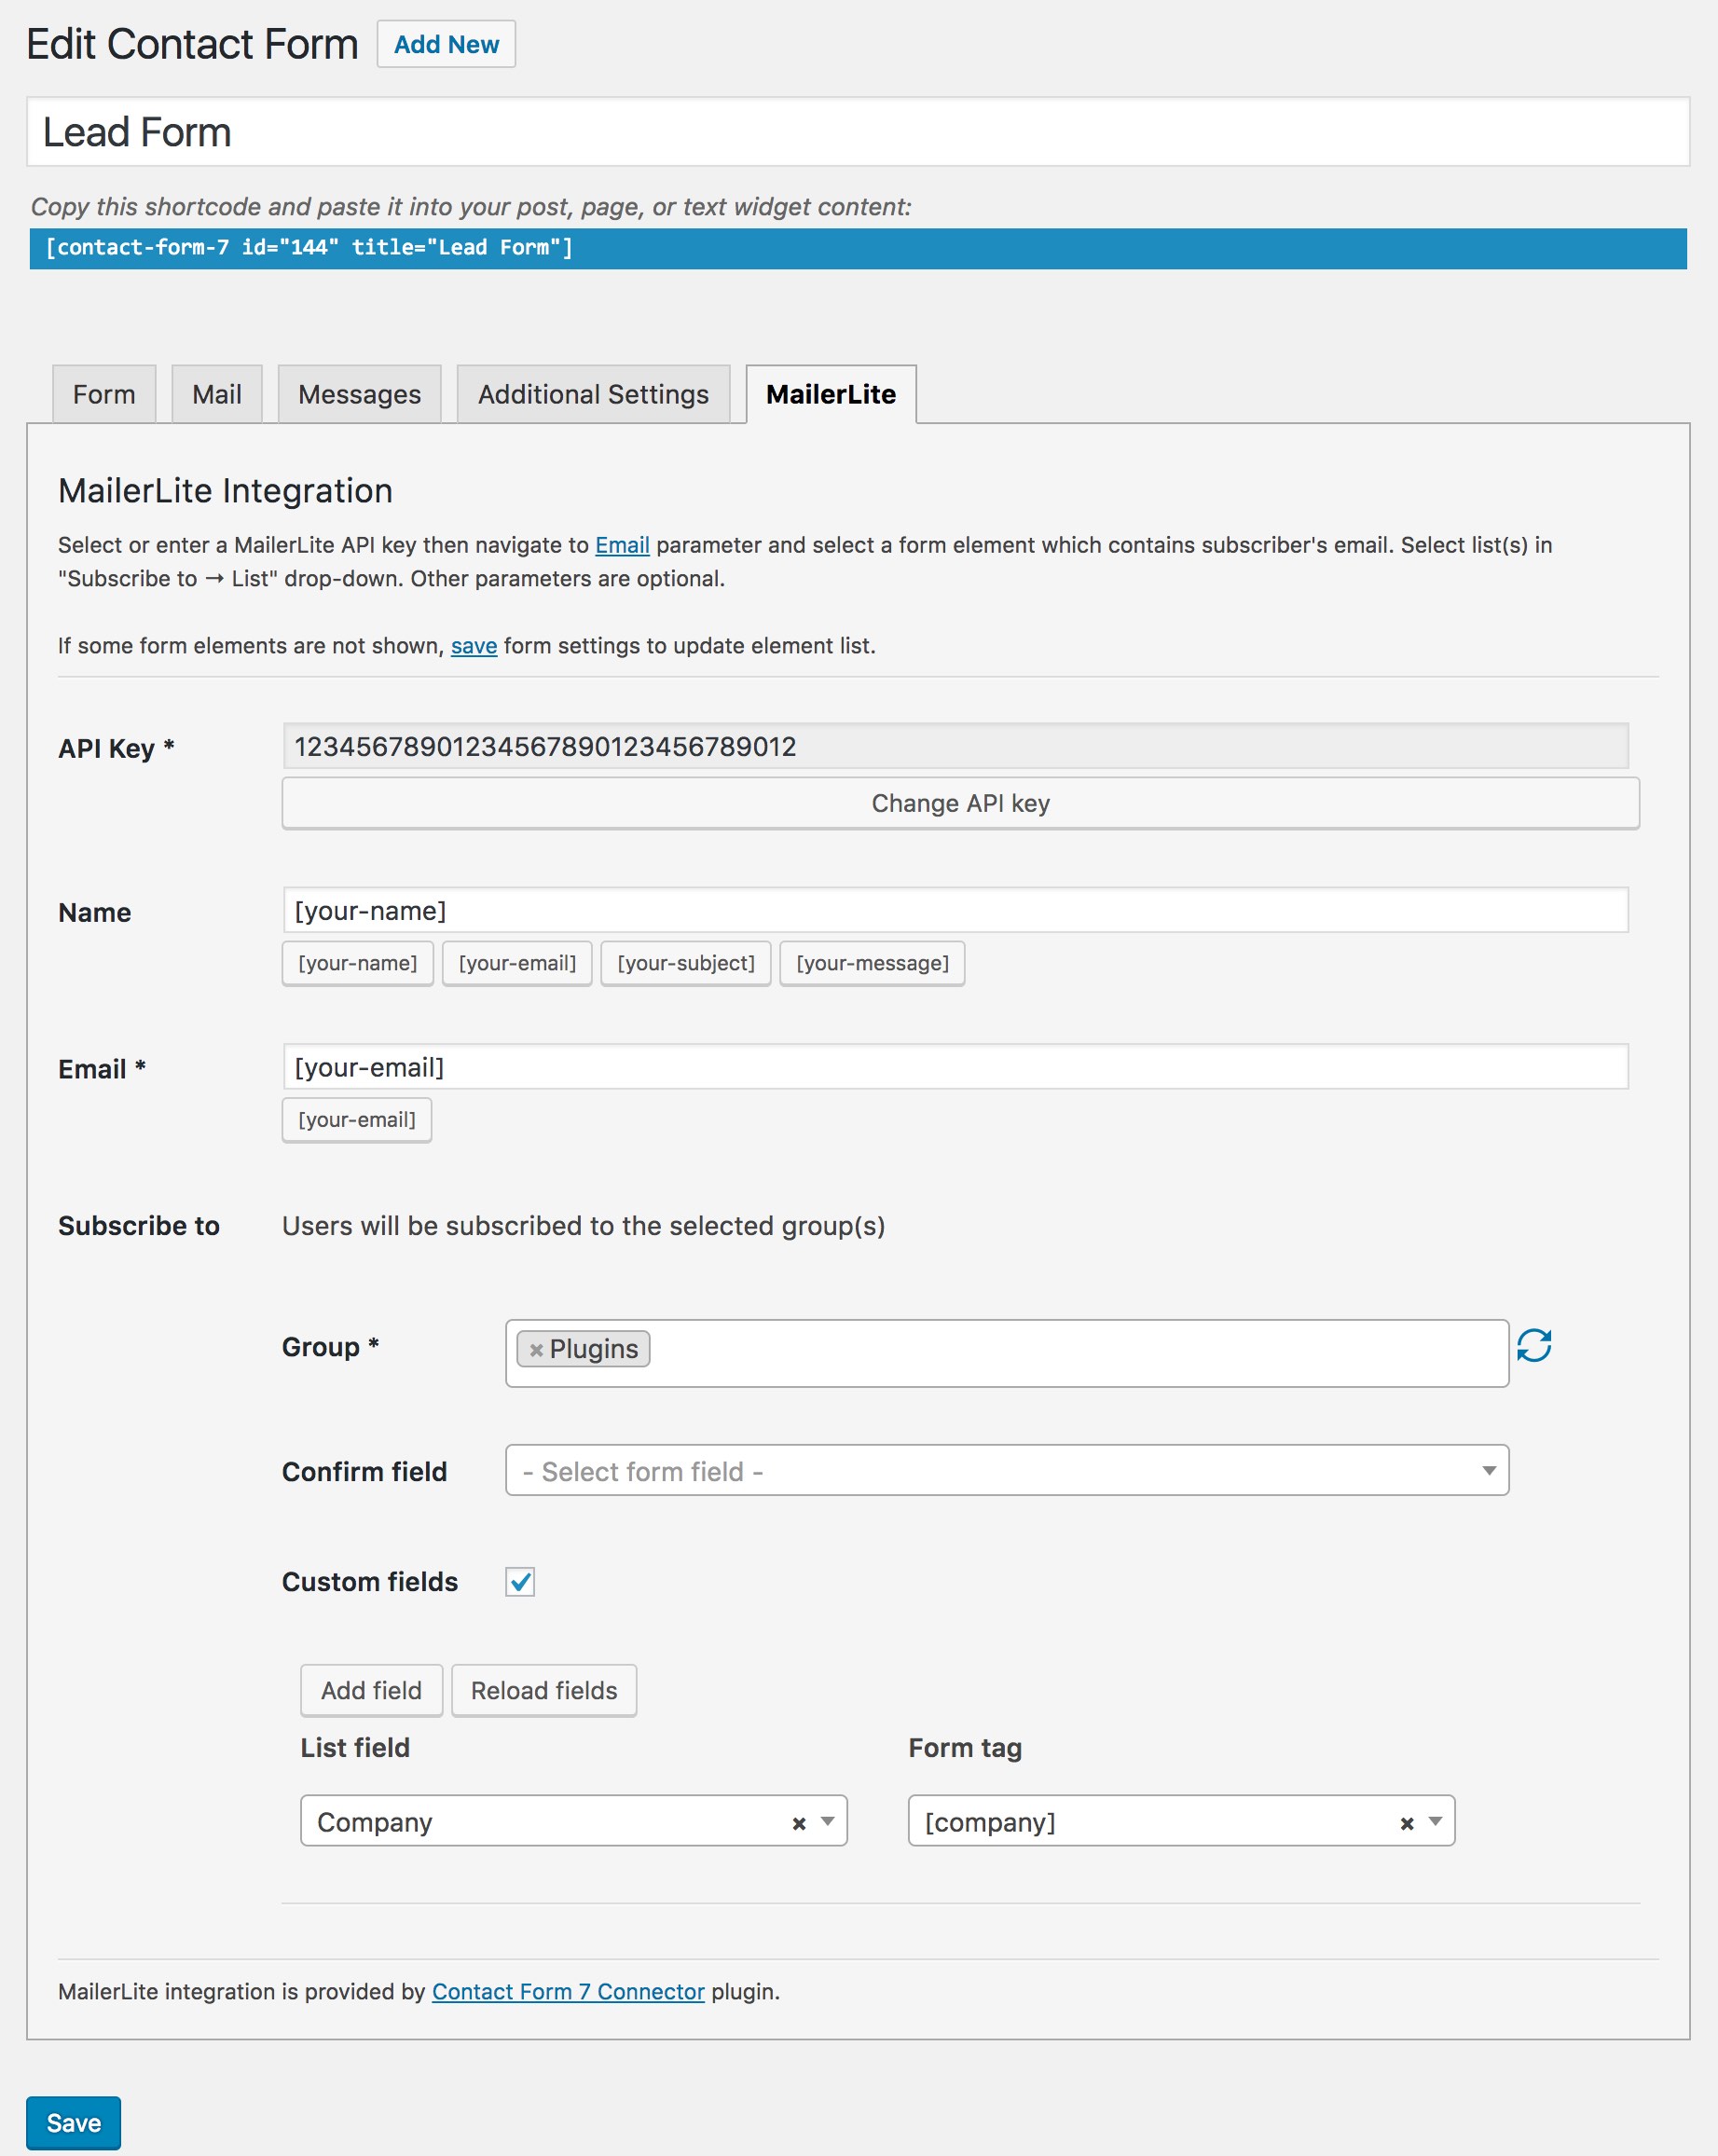 Edit Contact Form Add New
Lead Form
Copy this shortcode and paste it into your post, page, or text widget content:
[contact-form-7 id="144" title="Lead Form"]
Form Mail Messages Additional Settings MailerLite
MailerLite Integration
Select or enter a MailerLite API key then navigate to Email parameter and select a form element which contains subscriber's email. Select list(s) in
"Subscribe to → List" drop-down. Other parameters are optional.
If some form elements are not shown, save form settings to update element list.
API Key * 12345678901234567890123456789012
Change API key
Name [your-name]
[your-name] [your-email] [your-subject] [your-message]
Email * [your-email]
[your-email]
Subscribe to Users will be subscribed to the selected group(s)
Group * × Plugins
Confirm field - Select form field -
Custom fields
Add field Reload fields
List field Form tag
Company × [company] ×
MailerLite integration is provided by Contact Form 7 Connector plugin.
Save